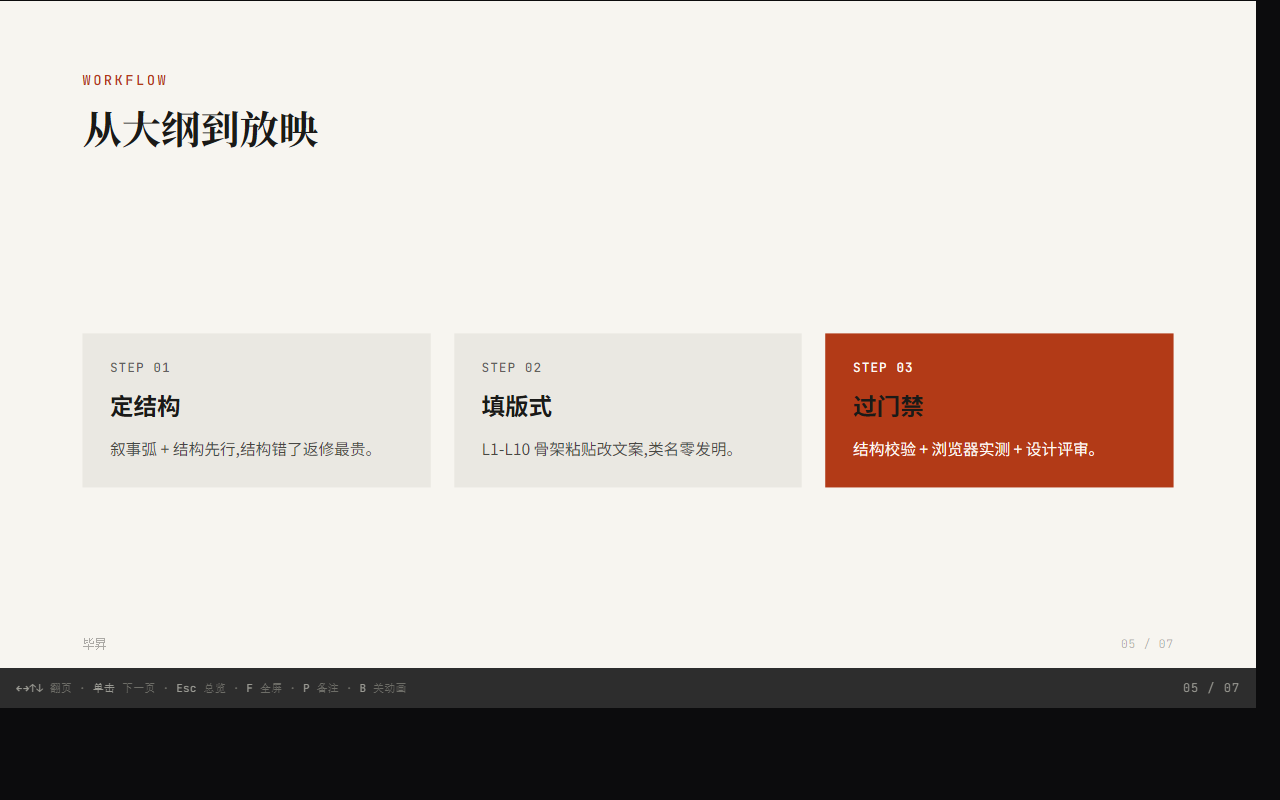 WORKFLOW
从大纲到放映
STEP 01
定结构
叙事弧 + 结构先行,结构错了返修最贵。
STEP 02
填版式
L1-L10 骨架粘贴改文案,类名零发明。
STEP 03
过门禁
结构校验 + 浏览器实测 + 设计评审。
毕昇
05 / 07
←→↑↓ 翻页 · 单击 下一页 · Esc 总览 · F 全屏 · P 备注 · B 关动画
05 / 07